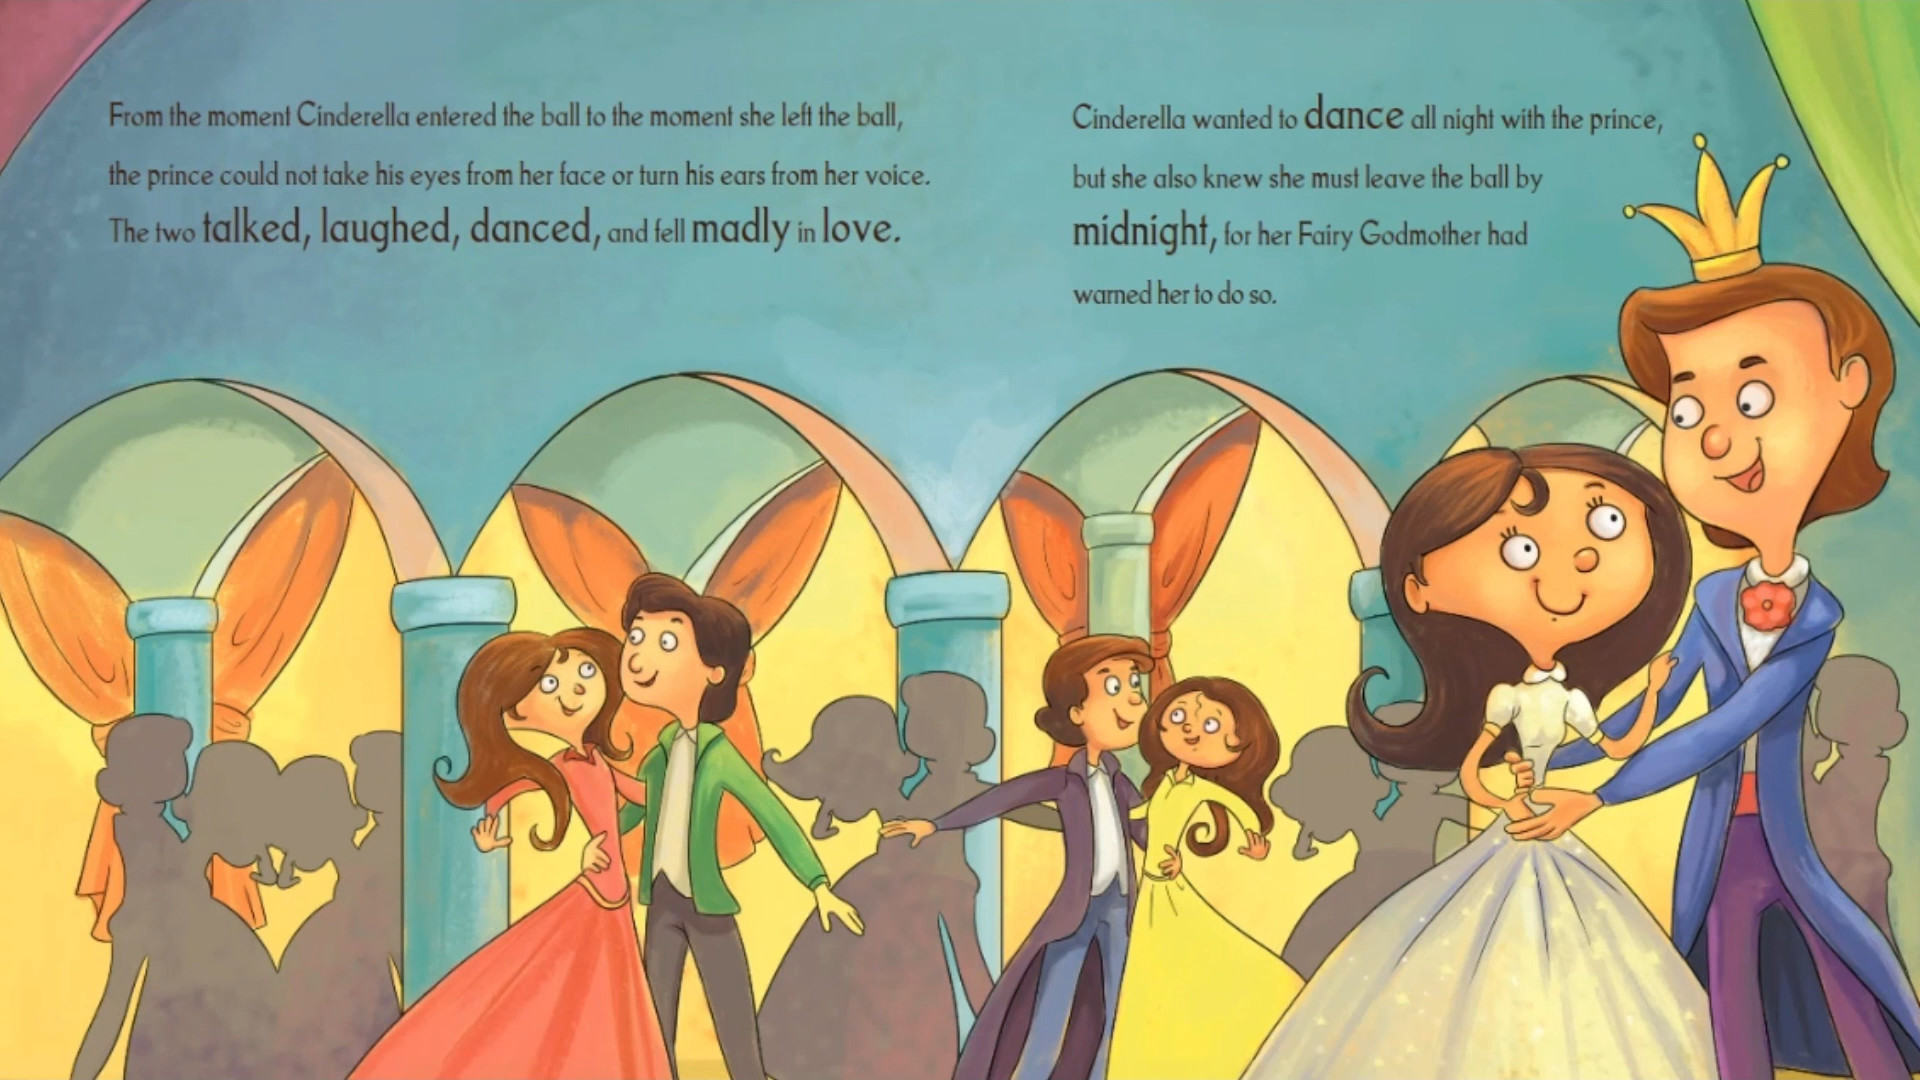 From the moment Cinderella entered the ball to the moment she left the ball,
the prince could not take his eyes from her face or turn his ears from her voice.
The two talked, laughed, danced, and fell madly in love.
Cinderella wanted to dance all night with the prince,
but she also knew she must leave the ball by
midnight, for her Fairy Godmother had
warned her to do so.